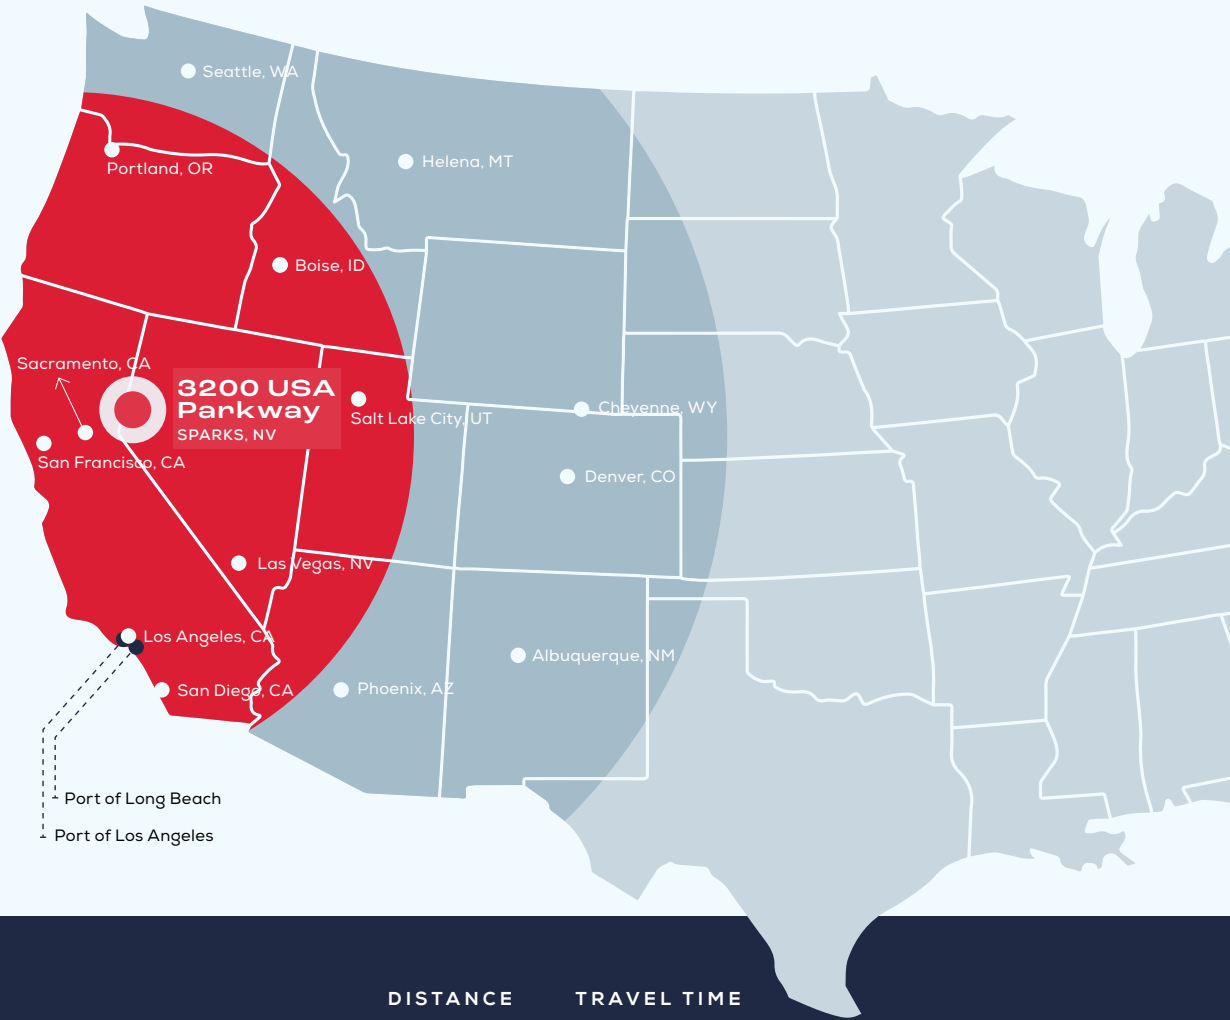 Seattle, WA
Helena, MT
Portland, OR
Boise, ID
Sacramento, CA
3200 USA
Parkway
SPARKS, NV
Salt Lake City, UT
Cheyenne, WY
San Francisco, CA
Denver, CO
Las Vegas, NV
Los Angeles, CA
Albuquerque, NM
San Diego, CA
Phoenix, AZ
Port of Long Beach
Port of Los Angeles
DISTANCE
TRAVEL TIME